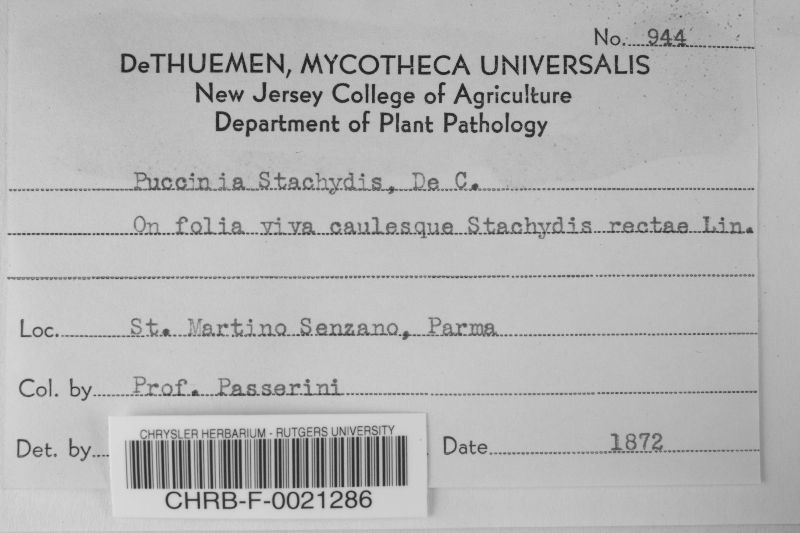 No. 944
DeTHUEMEN, MYCOTHECA UNIVERSALIS
New Jersey College of Agriculture
Department of Plant Pathology
Puccinia Stachydis, De C.
On folia viva caulesque Stachydis rectae Lin.
Loc. St. Martino Senzano, Parma
Col. by Prof. Passerini
Det. by Date 1872
CHRYSLER HERBARIUM - RUTGERS UNIVERSITY
CHRB-F-0021286